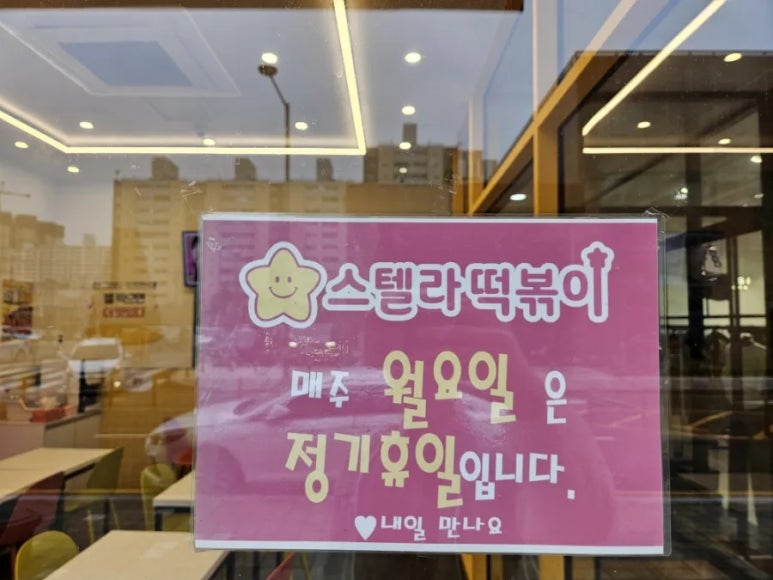 스텔라떡볶이
매주 월요일 은
정기휴일입니다.
♥내일 만나요